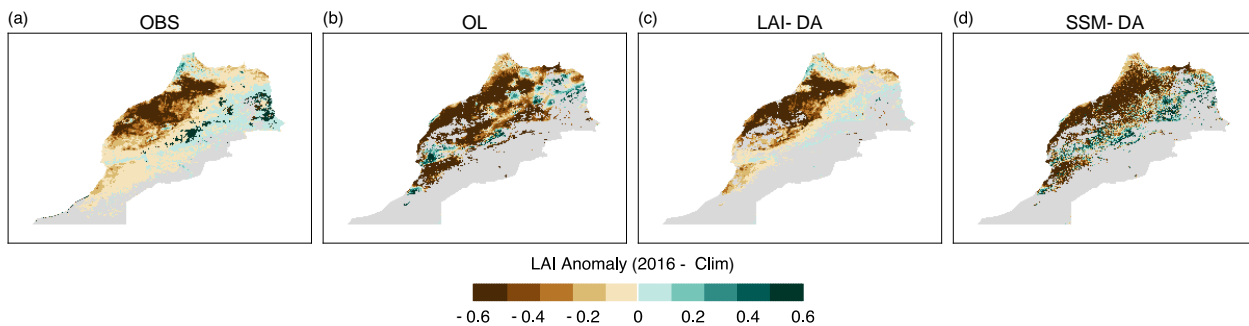 (a) OBS
(b) OL
(c) LAI- DA
(d) SSM- DA
LAI Anomaly (2016 - Clim)
- 0.6 - 0.4 - 0.2 0 0.2 0.4 0.6